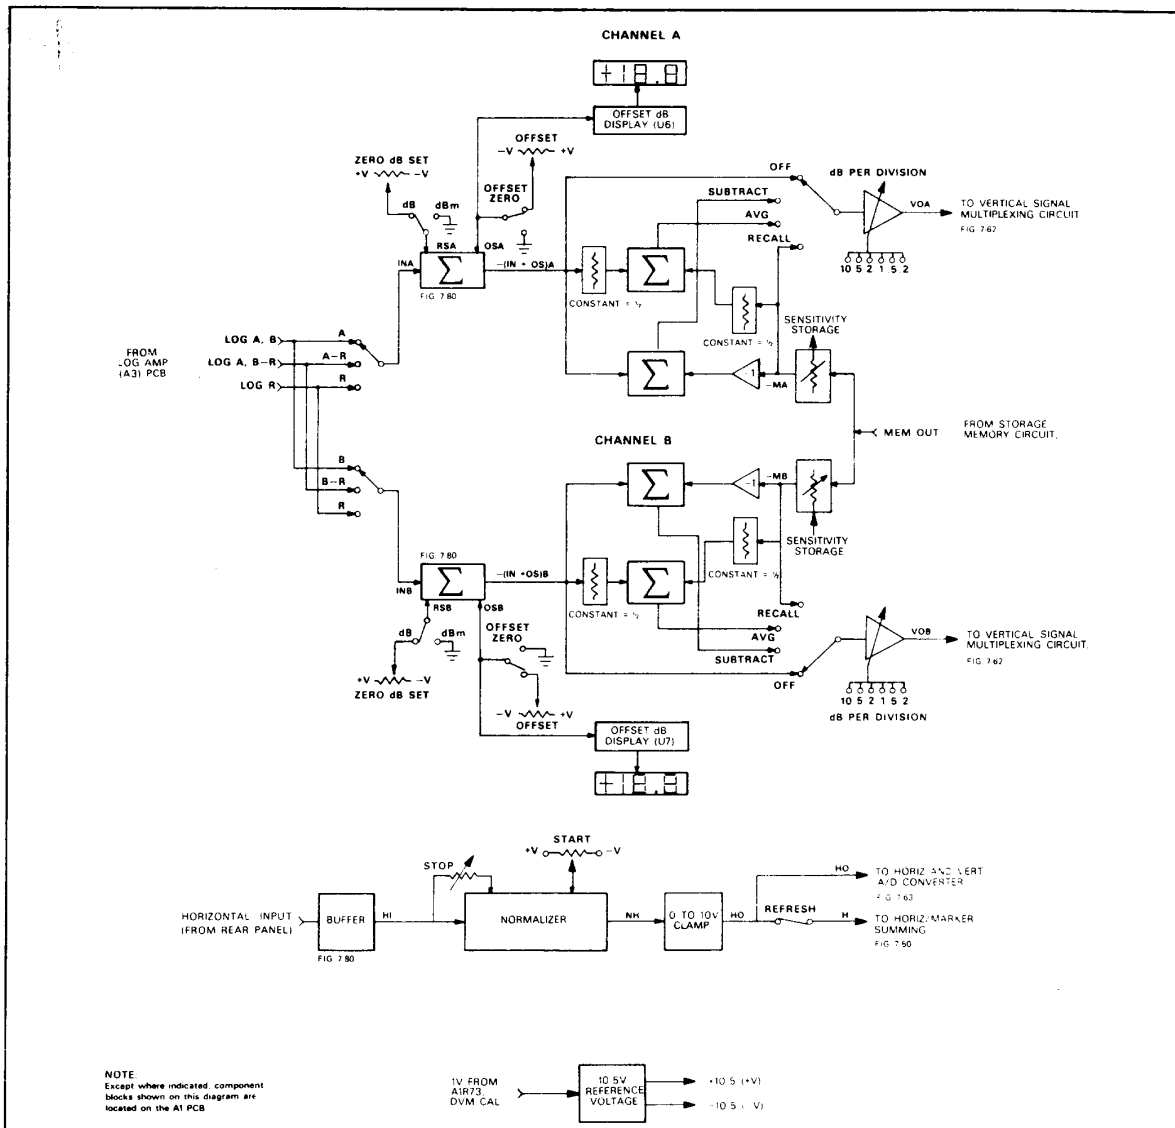 CHANNEL A
+18.8
OFFSET dB
DISPLAY (U6)
OFFSET
-V +V
ZERO dB SET
+V -V
OFFSET
ZERO
dB
dBm
RSA
OSA
INA
Σ
-(IN + OS)A
FIG. 7.80
OFF
SUBTRACT
AVG
RECALL
dB PER DIVISION
VOA
TO VERTICAL SIGNAL
MULTIPLEXING CIRCUIT
FIG 7.62
10 5 2 1 .5 .2
Σ
CONSTANT = ½
CONSTANT = ½
SENSITIVITY
STORAGE
Σ
-1
-MA
FROM
LOG AMP
(A3) PCB
LOG A, B
LOG A, B-R
LOG R
A
A-R
R
MEM OUT
FROM STORAGE
MEMORY CIRCUIT.
CHANNEL B
B
B-R
R
Σ
-1
-MB
SENSITIVITY
STORAGE
FIG. 7.80
INB
Σ
-(IN +OS)B
CONSTANT = ½
Σ
CONSTANT = ½
RSB
OSB
dB
dBm
+V -V
ZERO dB SET
OFFSET
ZERO
-V +V
OFFSET
RECALL
AVG
SUBTRACT
OFF
VOB
TO VERTICAL SIGNAL
MULTIPLEXING CIRCUIT.
FIG. 7.62
10 5 2 1 .5 .2
dB PER DIVISION
OFFSET dB
DISPLAY (U7)
+18.8
START
+V -V
STOP
HORIZONTAL INPUT
(FROM REAR PANEL)
BUFFER
FIG 7.80
HI
NORMALIZER
NH
0 TO 10V
CLAMP
HO
HO
TO HORIZ AND VERT
A/D CONVERTER
FIG 7.63
REFRESH
H
TO HORIZ/MARKER
SUMMING
NOTE:
Except where indicated, component
blocks shown on this diagram are
located on the A1 PCB
1V FROM
A1R73,
DVM CAL
10.5V
REFERENCE
VOLTAGE
+10.5 (+V)
-10.5 (-V)